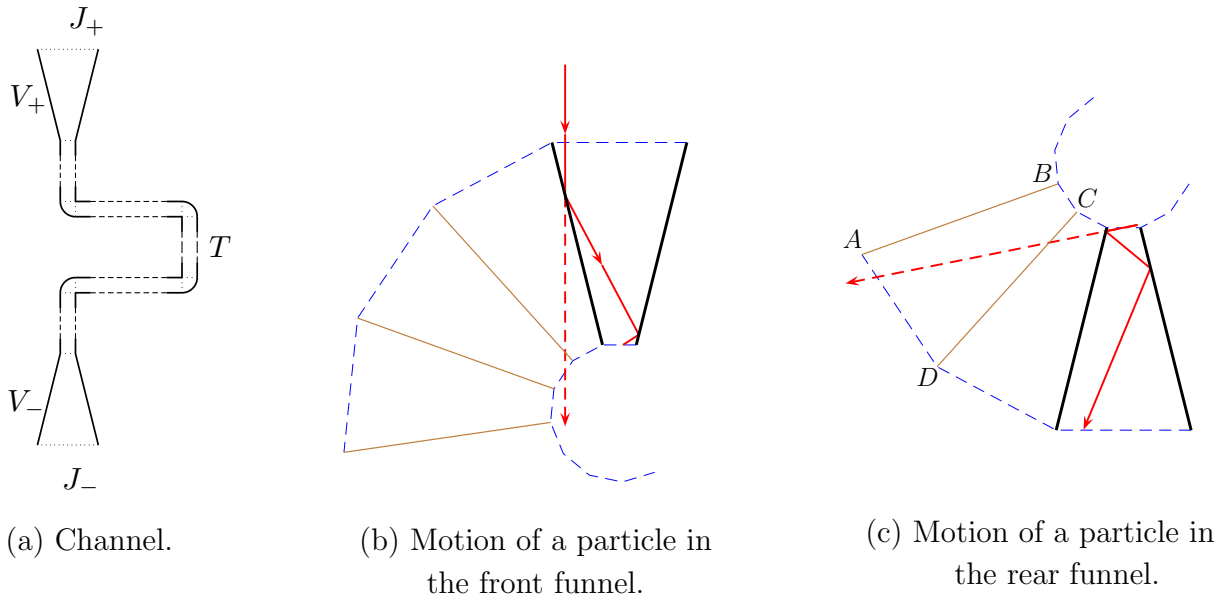 J₊
V₊
T
V₋
J₋
(a) Channel.
(b) Motion of a particle in
the front funnel.
B
C
A
D
(c) Motion of a particle in
the rear funnel.